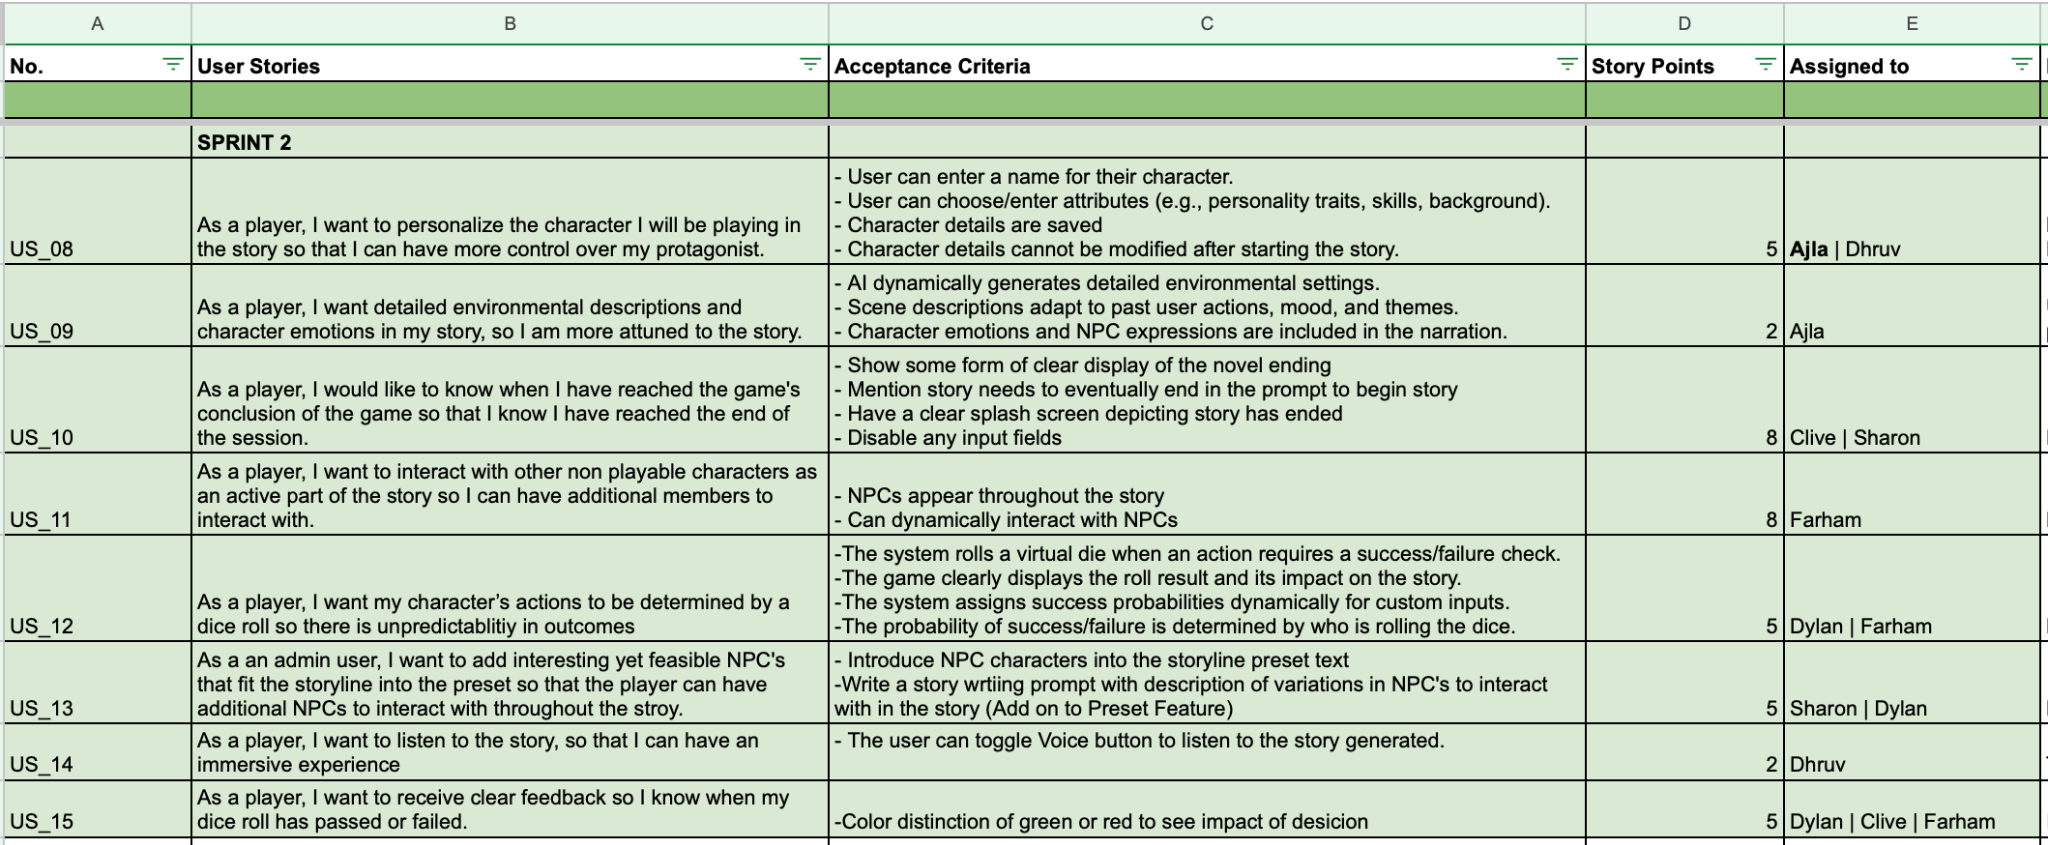 A B C D E
No. User Stories Acceptance Criteria Story Points Assigned to
SPRINT 2
US_08
As a player, I want to personalize the character I will be playing in
the story so that I can have more control over my protagonist.
- User can enter a name for their character.
- User can choose/enter attributes (e.g., personality traits, skills, background).
- Character details are saved
- Character details cannot be modified after starting the story.
5
Ajla | Dhruv
US_09
As a player, I want detailed environmental descriptions and
character emotions in my story, so I am more attuned to the story.
- AI dynamically generates detailed environmental settings.
- Scene descriptions adapt to past user actions, mood, and themes.
- Character emotions and NPC expressions are included in the narration.
2
Ajla
US_10
As a player, I would like to know when I have reached the game's
conclusion of the game so that I know I have reached the end of
the session.
- Show some form of clear display of the novel ending
- Mention story needs to eventually end in the prompt to begin story
- Have a clear splash screen depicting story has ended
- Disable any input fields
8
Clive | Sharon
US_11
As a player, I want to interact with other non playable characters as
an active part of the story so I can have additional members to
interact with.
- NPCs appear throughout the story
- Can dynamically interact with NPCs
8
Farham
US_12
As a player, I want my character’s actions to be determined by a
dice roll so there is unpredictablitiy in outcomes
-The system rolls a virtual die when an action requires a success/failure check.
-The game clearly displays the roll result and its impact on the story.
-The system assigns success probabilities dynamically for custom inputs.
-The probability of success/failure is determined by who is rolling the dice.
5
Dylan | Farham
US_13
As a an admin user, I want to add interesting yet feasible NPC's
that fit the storyline into the preset so that the player can have
additional NPCs to interact with throughout the stroy.
- Introduce NPC characters into the storyline preset text
-Write a story wrtiing prompt with description of variations in NPC's to interact
with in the story (Add on to Preset Feature)
5
Sharon | Dylan
US_14
As a player, I want to listen to the story, so that I can have an
immersive experience
- The user can toggle Voice button to listen to the story generated.
2
Dhruv
US_15
As a player, I want to receive clear feedback so I know when my
dice roll has passed or failed.
-Color distinction of green or red to see impact of desicion
5
Dylan | Clive | Farham